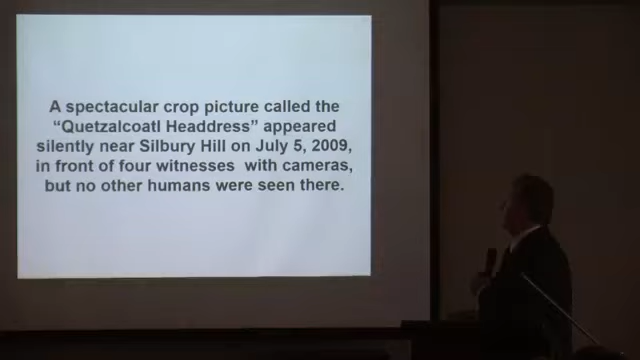 A spectacular crop picture called the
“Quetzalcoatl Headdress” appeared
silently near Silbury Hill on July 5, 2009,
in front of four witnesses with cameras,
but no other humans were seen there.